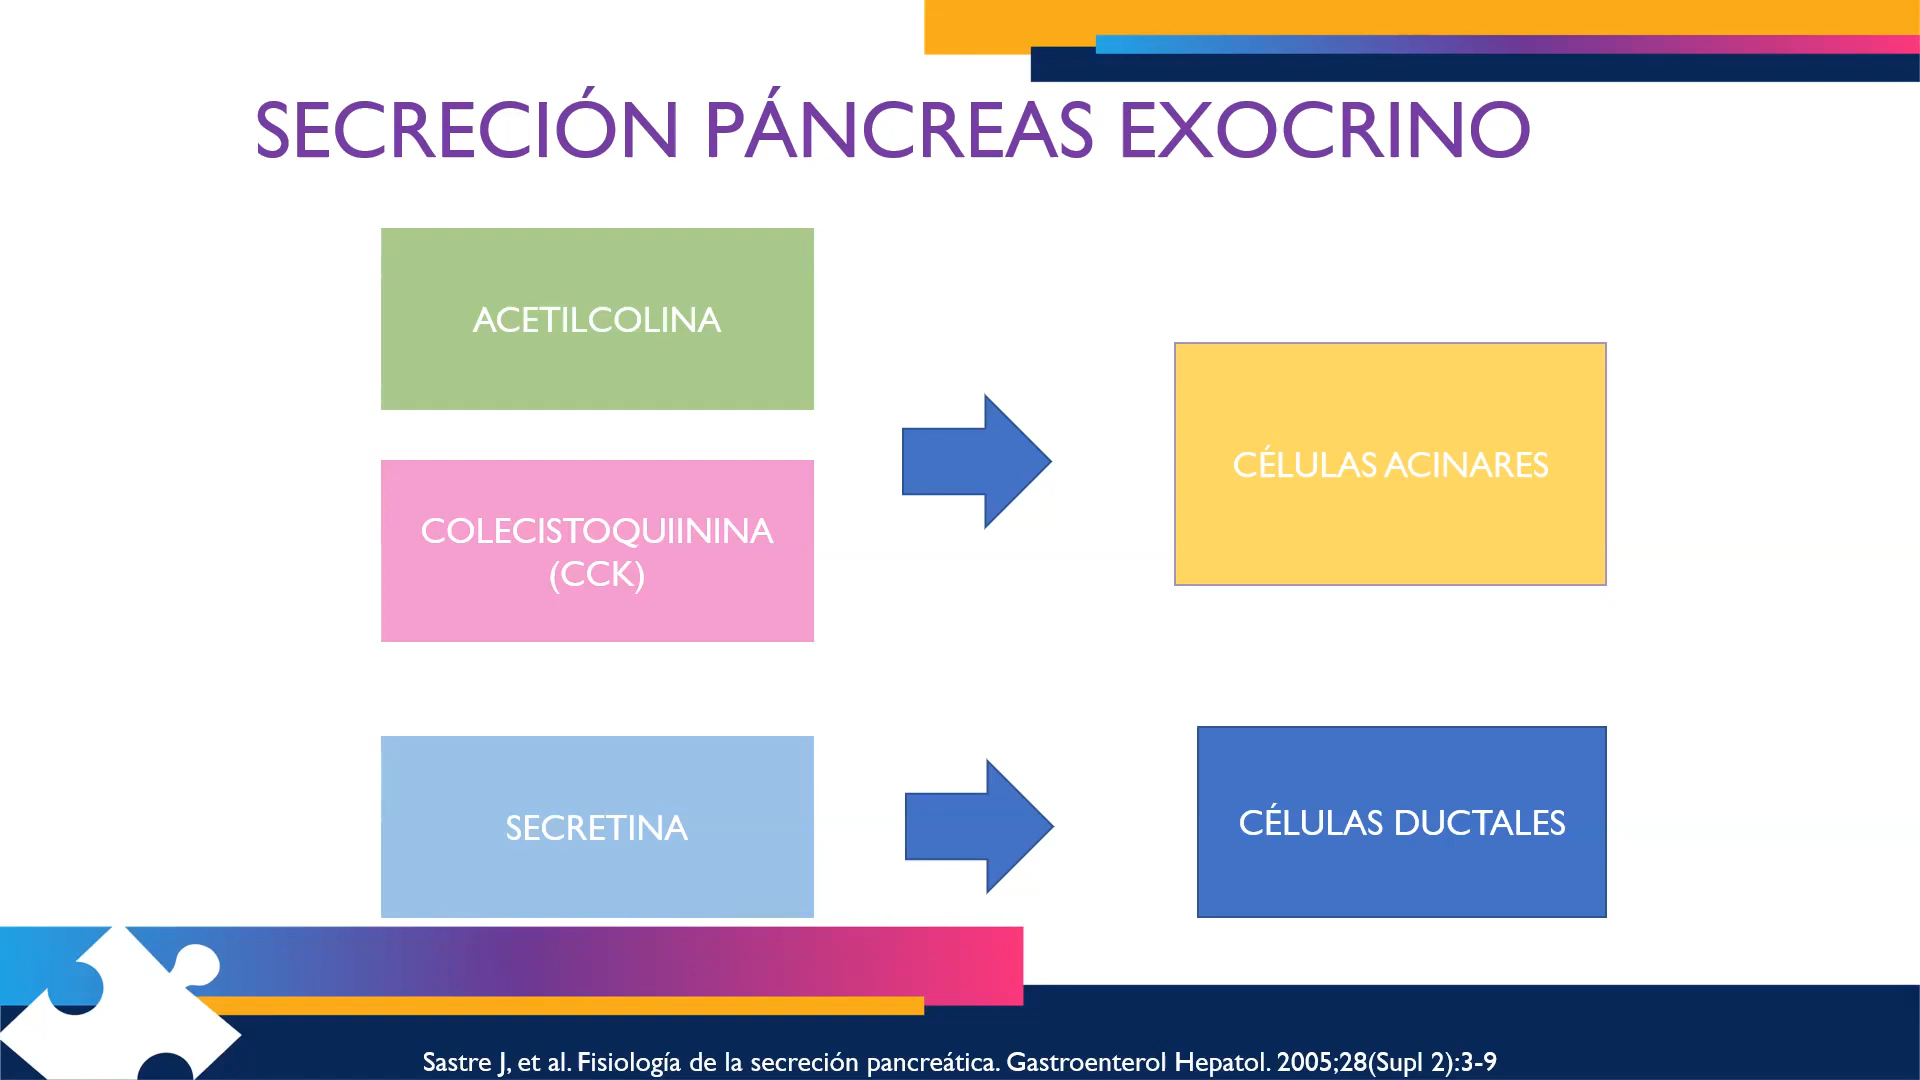 SECRECIÓN PÁNCREAS EXOCRINO
ACETILCOLINA
COLECISTOQUIININA
(CCK)
CÉLULAS ACINARES
SECRETINA
CÉLULAS DUCTALES
Sastre J, et al. Fisiología de la secreción pancreática. Gastroenterol Hepatol. 2005;28(Supl 2):3-9